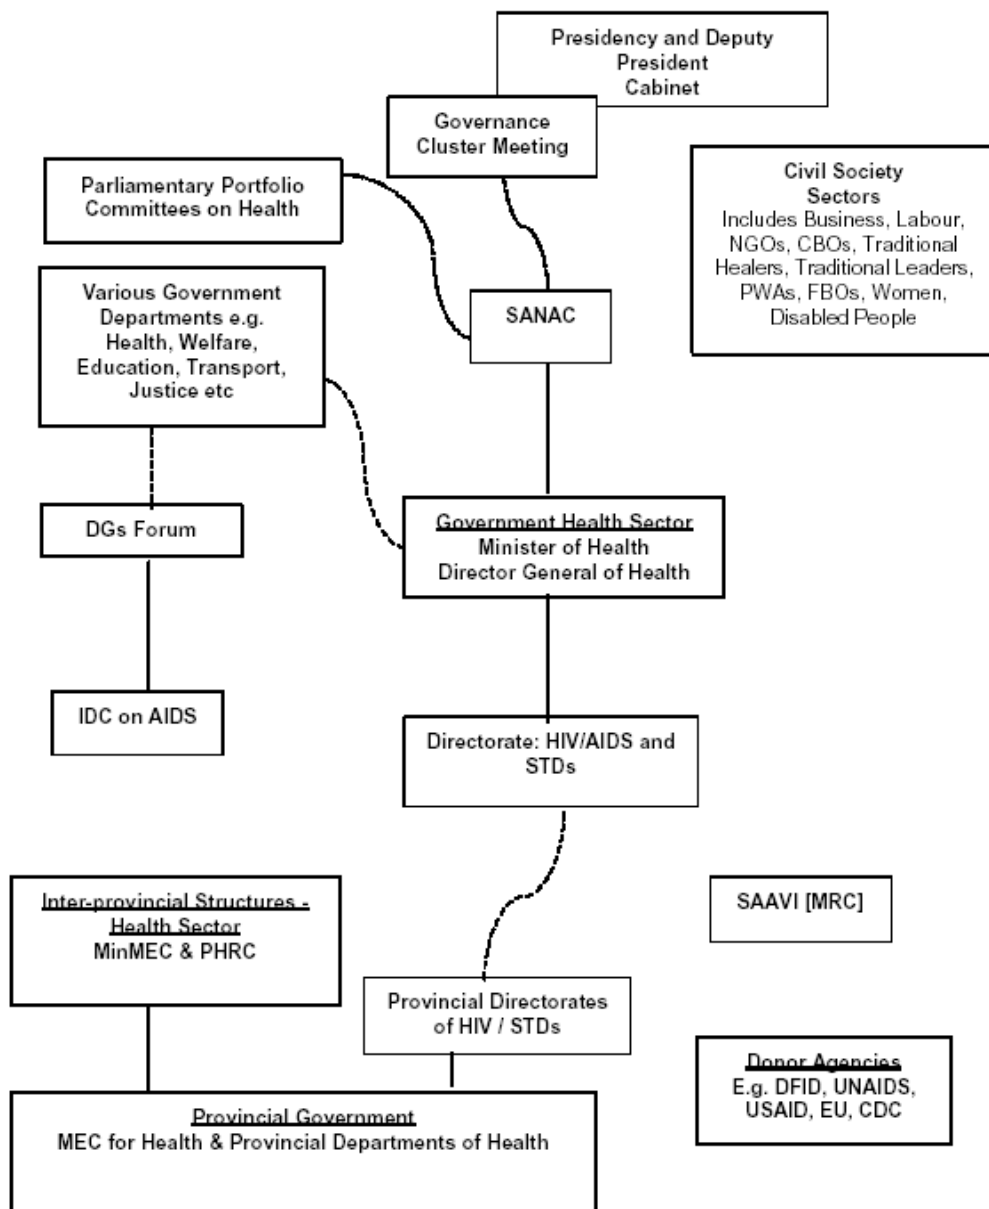 Presidency and Deputy
President
Cabinet
Governance
Cluster Meeting
Parliamentary Portfolio
Committees on Health
Civil Society
Sectors
Includes Business, Labour,
NGOs, CBOs, Traditional
Healers, Traditional Leaders,
PWAs, FBOs, Women,
Disabled People
Various Government
Departments e.g.
Health, Welfare,
Education, Transport,
Justice etc
SANAC
DGs Forum
Government Health Sector
Minister of Health
Director General of Health
IDC on AIDS
Directorate: HIV/AIDS and
STDs
Inter-provincial Structures -
Health Sector
MinMEC & PHRC
SAAVI [MRC]
Provincial Directorates
of HIV / STDs
Donor Agencies
E.g. DFID, UNAIDS,
USAID, EU, CDC
Provincial Government
MEC for Health & Provincial Departments of Health